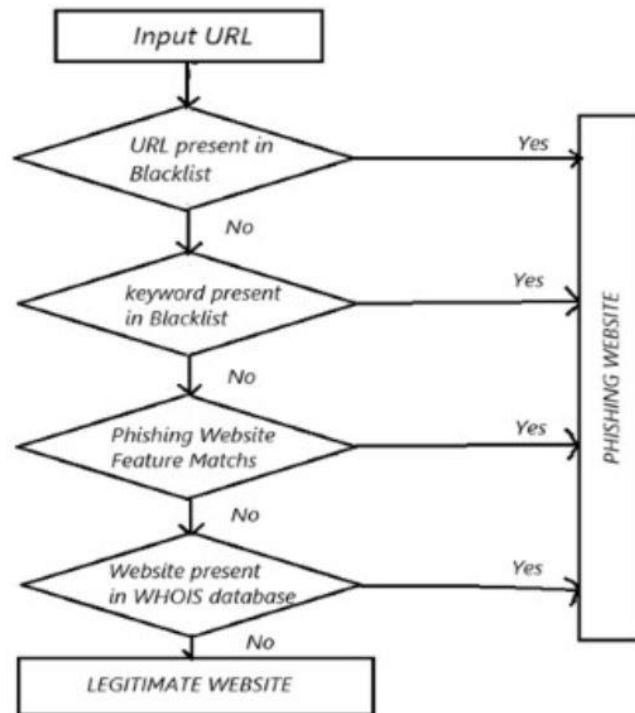 Input URL
URL present in
Blacklist
Yes
No
keyword present
in Blacklist
Yes
No
Phishing Website
Feature Matchs
Yes
No
Website present
in WHOIS database
Yes
No
LEGITIMATE WEBSITE
PHISHING WEBSITE